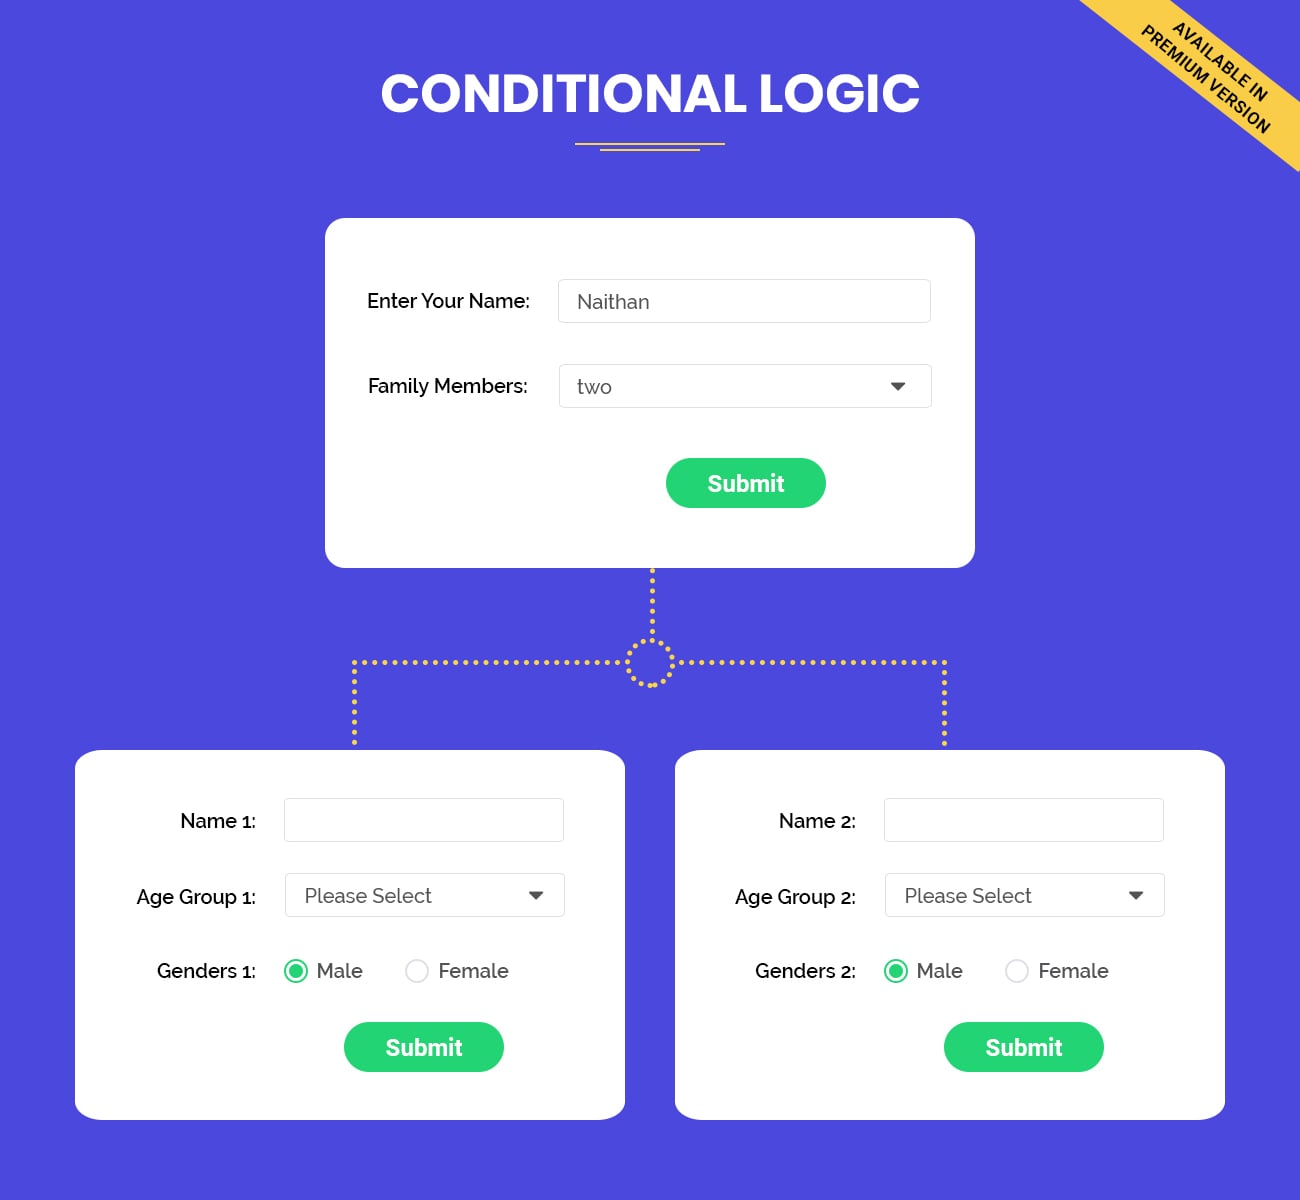 AVAILABLE IN
PREMIUM VERSION
CONDITIONAL LOGIC
Enter Your Name: Naithan
Family Members: two
Submit
Name 1:
Age Group 1: Please Select
Genders 1: Male Female
Submit
Name 2:
Age Group 2: Please Select
Genders 2: Male Female
Submit